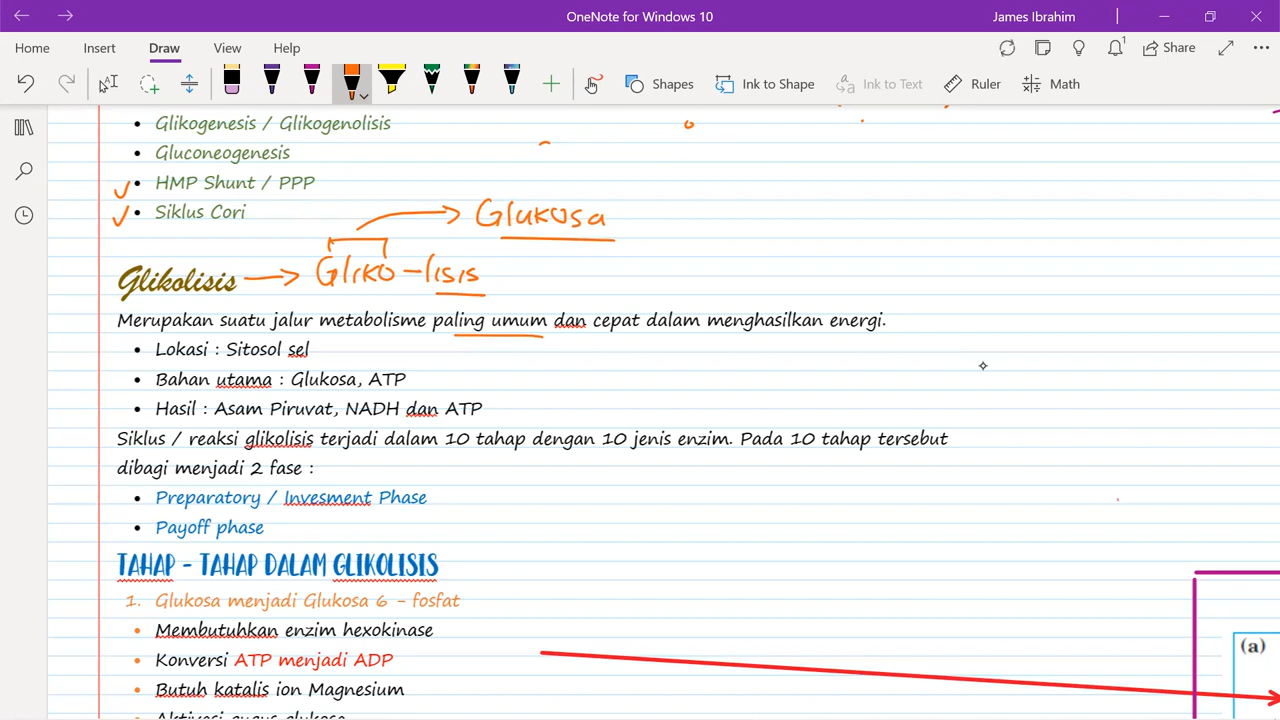 OneNote for Windows 10
James Ibrahim
Home Insert Draw View Help
1 Share
Shapes Ink to Shape Ink to Text Ruler Math
• Glikogenesis / Glikogenolisis
• Gluconeogenesis
• HMP Shunt / PPP
• Siklus Cori
Glukosa
Glikolisis
Gliko - lisis
Merupakan suatu jalur metabolisme paling umum dan cepat dalam menghasilkan energi.
• Lokasi : Sitosol sel
• Bahan utama : Glukosa, ATP
• Hasil : Asam Piruvat, NADH dan ATP
Siklus / reaksi glikolisis terjadi dalam 10 tahap dengan 10 jenis enzim. Pada 10 tahap tersebut
dibagi menjadi 2 fase :
• Preparatory / Invesment Phase
• Payoff phase
TAHAP - TAHAP DALAM GLIKOLISIS
1. Glukosa menjadi Glukosa 6 - fosfat
• Membutuhkan enzim hexokinase
• Konversi ATP menjadi ADP
(a)
• Butuh katalis ion Magnesium
• Aktivasi gugus glukosa